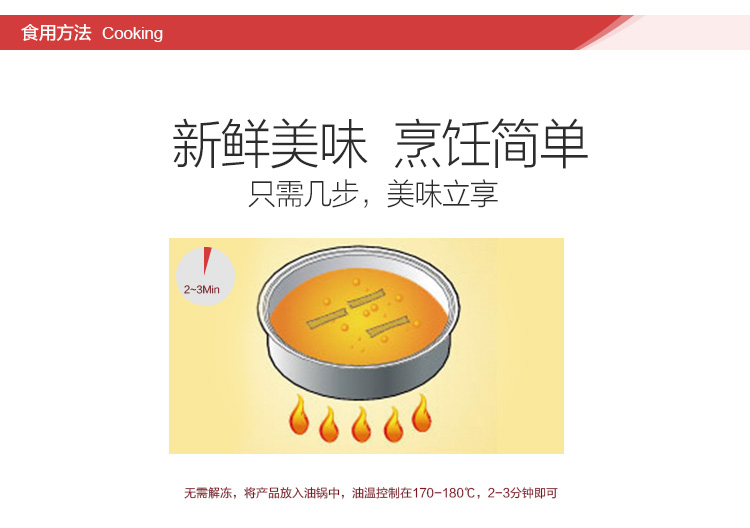 食用方法 Cooking
新鲜美味 烹饪简单
只需几步，美味立享
2~3Min
无需解冻，将产品放入油锅中，油温控制在170-180℃，2-3分钟即可